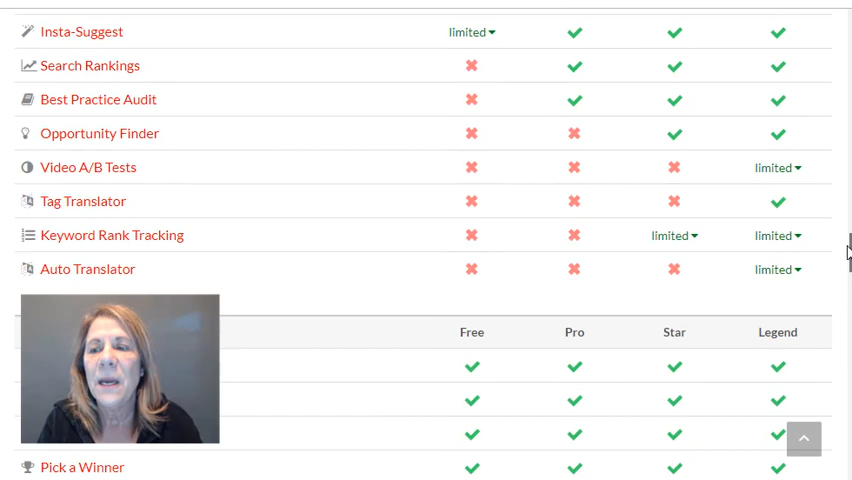 Insta-Suggest limited
Search Rankings
Best Practice Audit
Opportunity Finder
Video A/B Tests limited
Tag Translator
Keyword Rank Tracking limited limited
Auto Translator limited
Free Pro Star Legend
Pick a Winner